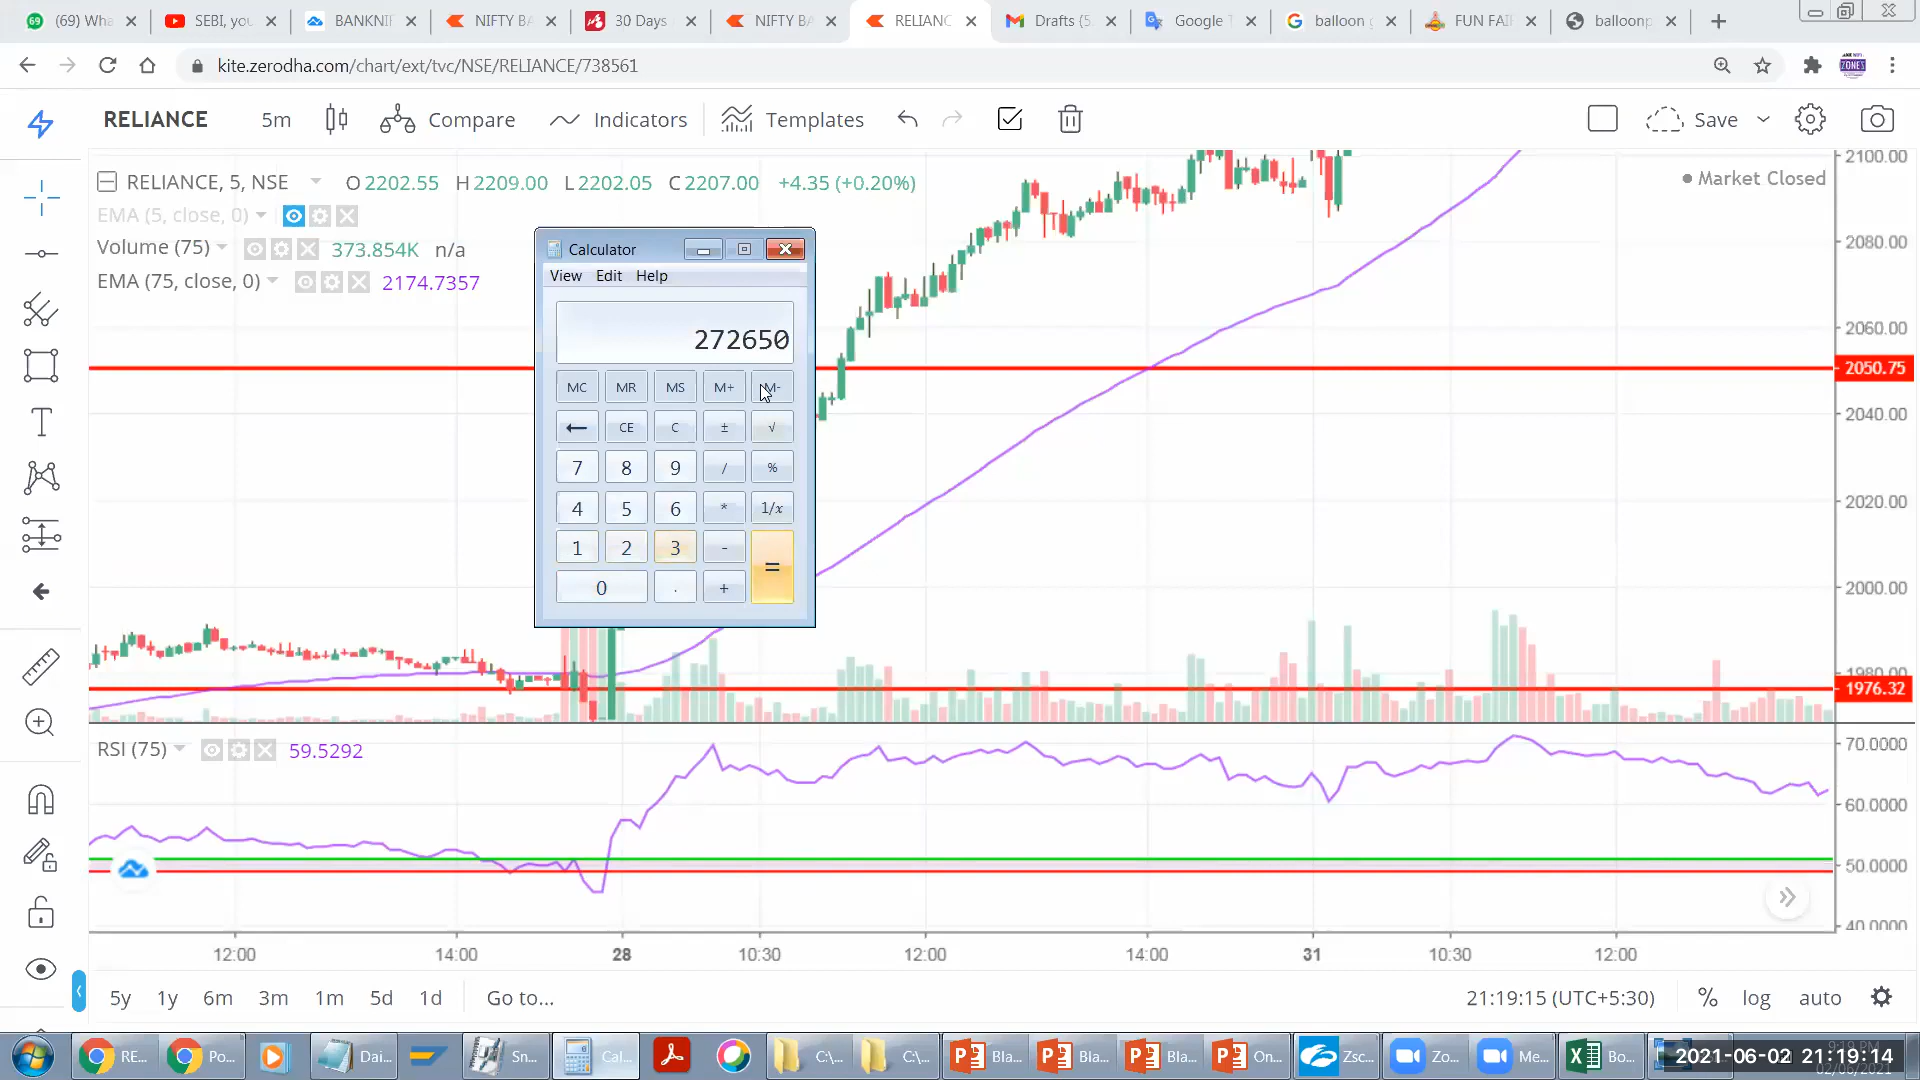 (69) Wha
SEBI, you
BANKNIF
NIFTY BA
30 Days
NIFTY BA
RELIANC
Drafts (5
Google T
balloon g
FUN FAI
balloonp
kite.zerodha.com/chart/ext/tvc/NSE/RELIANCE/738561
RELIANCE 5m Compare Indicators Templates Save
RELIANCE, 5, NSE O 2202.55 H 2209.00 L 2202.05 C 2207.00 +4.35 (+0.20%)
Market Closed
EMA (5, close, 0)
Volume (75) 373.854K n/a
EMA (75, close, 0) 2174.7357
Calculator
View Edit Help
272650
MC MR MS M+ M-
← CE C ± √
7 8 9 / %
4 5 6 * 1/x
1 2 3 - =
0 . +
2100.00
2080.00
2060.00
2050.75
2040.00
2020.00
2000.00
1980.00
1976.32
RSI (75) 59.5292
70.0000
60.0000
50.0000
40.0000
12:00 14:00 28 10:30 12:00 14:00 31 10:30 12:00
5y 1y 6m 3m 1m 5d 1d Go to...
21:19:15 (UTC+5:30) % log auto
RE...
Po...
Dai...
Sn...
Cal...
C:\...
C:\...
Bla...
Bla...
Bla...
On...
Zsc...
Zo...
Me...
Bo...
2021-06-02 21:19:14